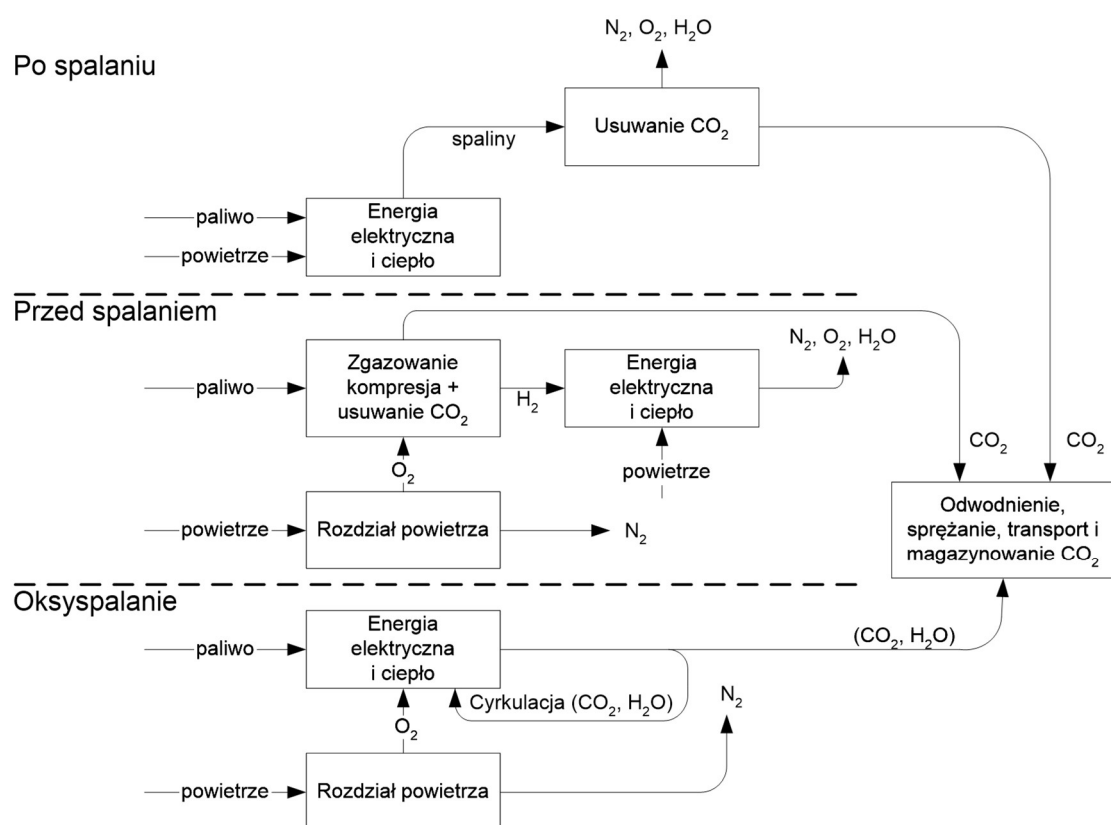 Po spalaniu
N₂, O₂, H₂O
Usuwanie CO₂
spaliny
paliwo
powietrze
Energia
elektryczna
i ciepło
Przed spalaniem
paliwo
Zgazowanie
kompresja +
usuwanie CO₂
H₂
Energia
elektryczna
i ciepło
N₂, O₂, H₂O
O₂
powietrze
CO₂
CO₂
powietrze
Rozdział powietrza
N₂
Odwodnienie,
sprężanie, transport i
magazynowanie CO₂
Oksyspalanie
paliwo
Energia
elektryczna
i ciepło
(CO₂, H₂O)
Cyrkulacja (CO₂, H₂O)
N₂
O₂
powietrze
Rozdział powietrza